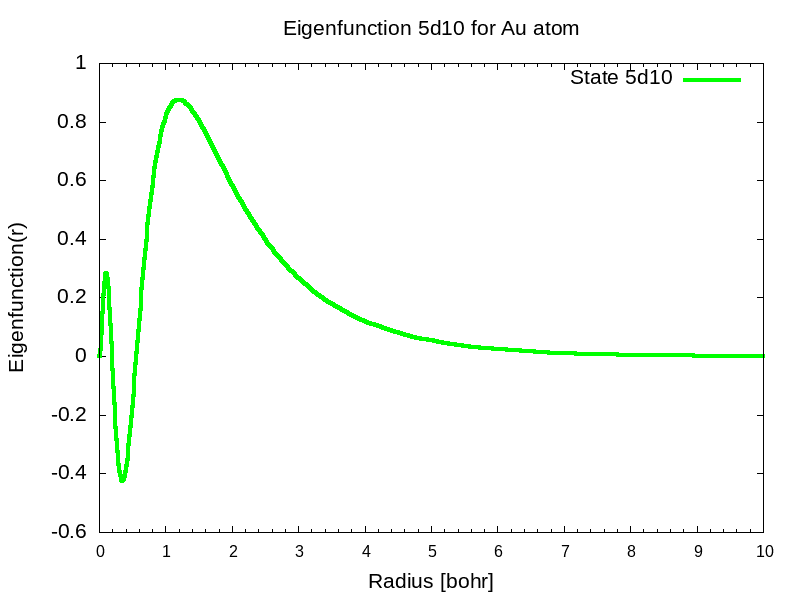 Eigenfunction 5d10 for Au atom
State 5d10
1
0.8
0.6
0.4
0.2
0
-0.2
-0.4
-0.6
Eigenfunction(r)
0 1 2 3 4 5 6 7 8 9 10
Radius [bohr]